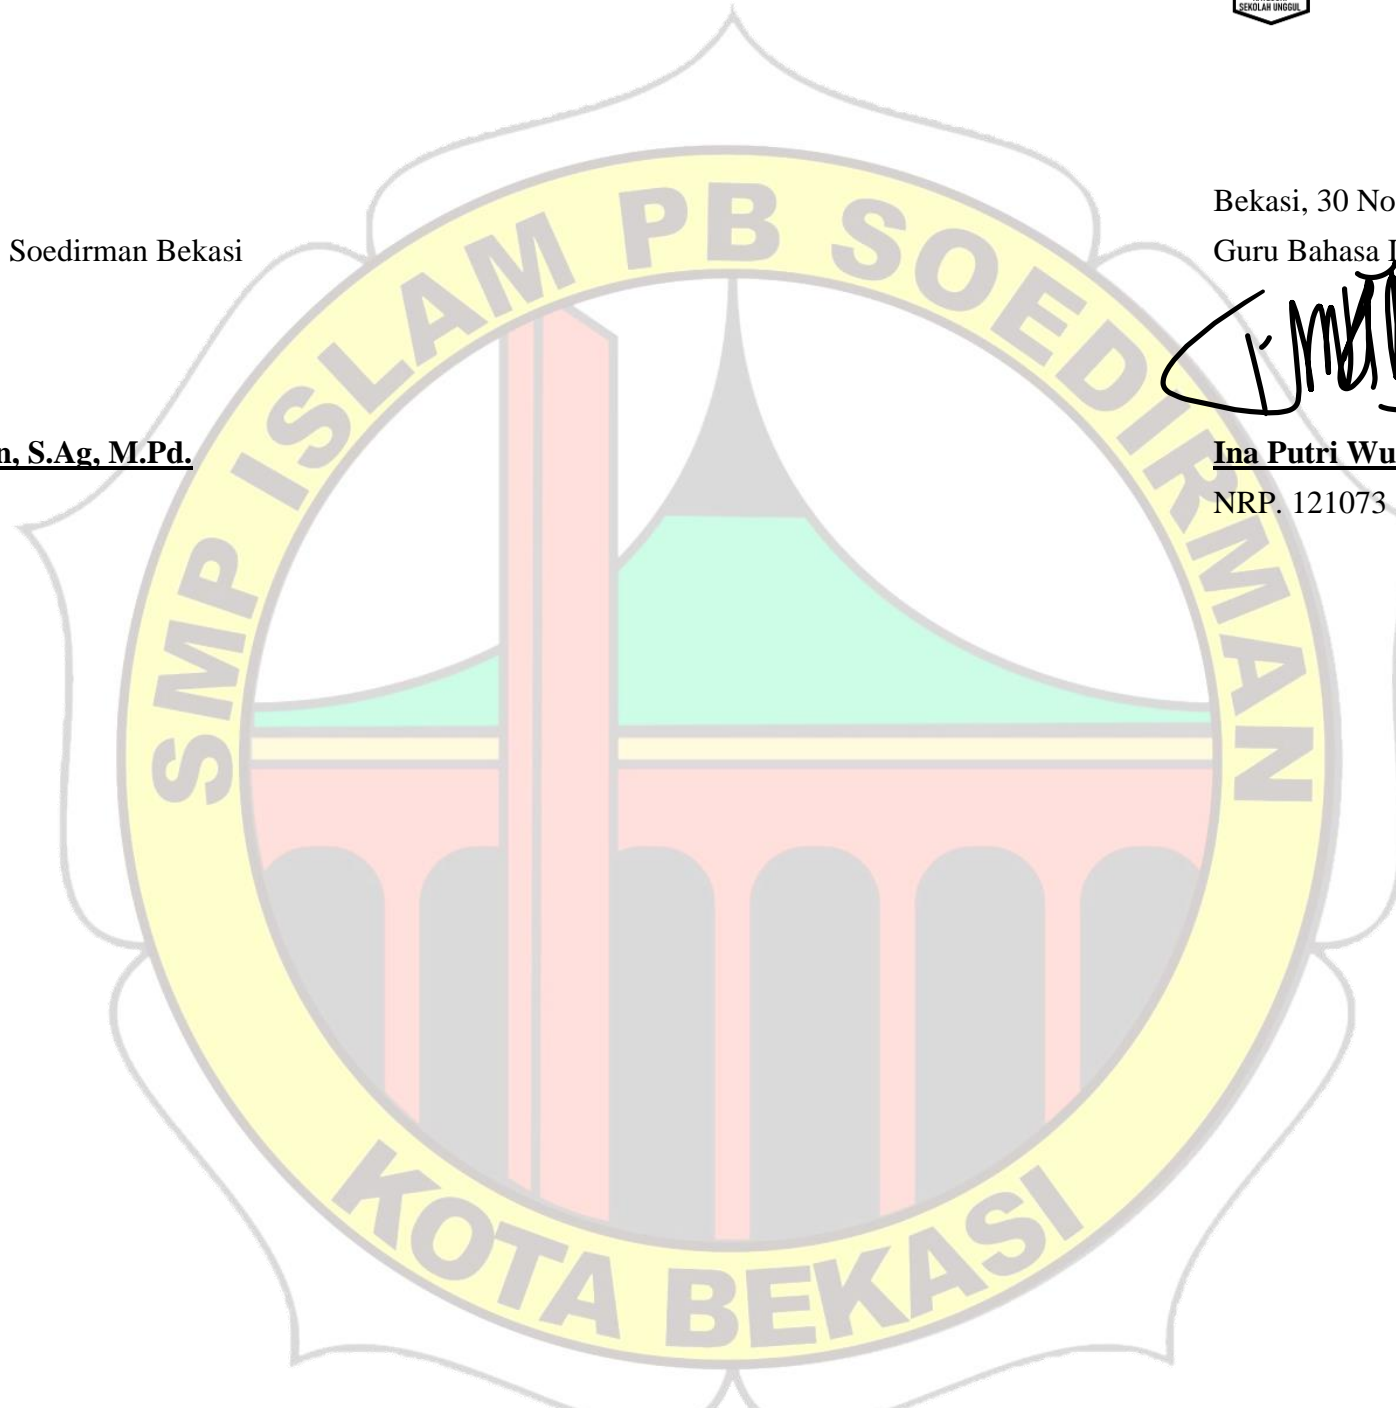 SEKOLAH UNGGUL
Bekasi, 30 No
Soedirman Bekasi
Guru Bahasa I
n, S.Ag, M.Pd.
Ina Putri Wu
NRP. 121073
SMP ISLAM PB SOEDIRMAN
KOTA BEKASI